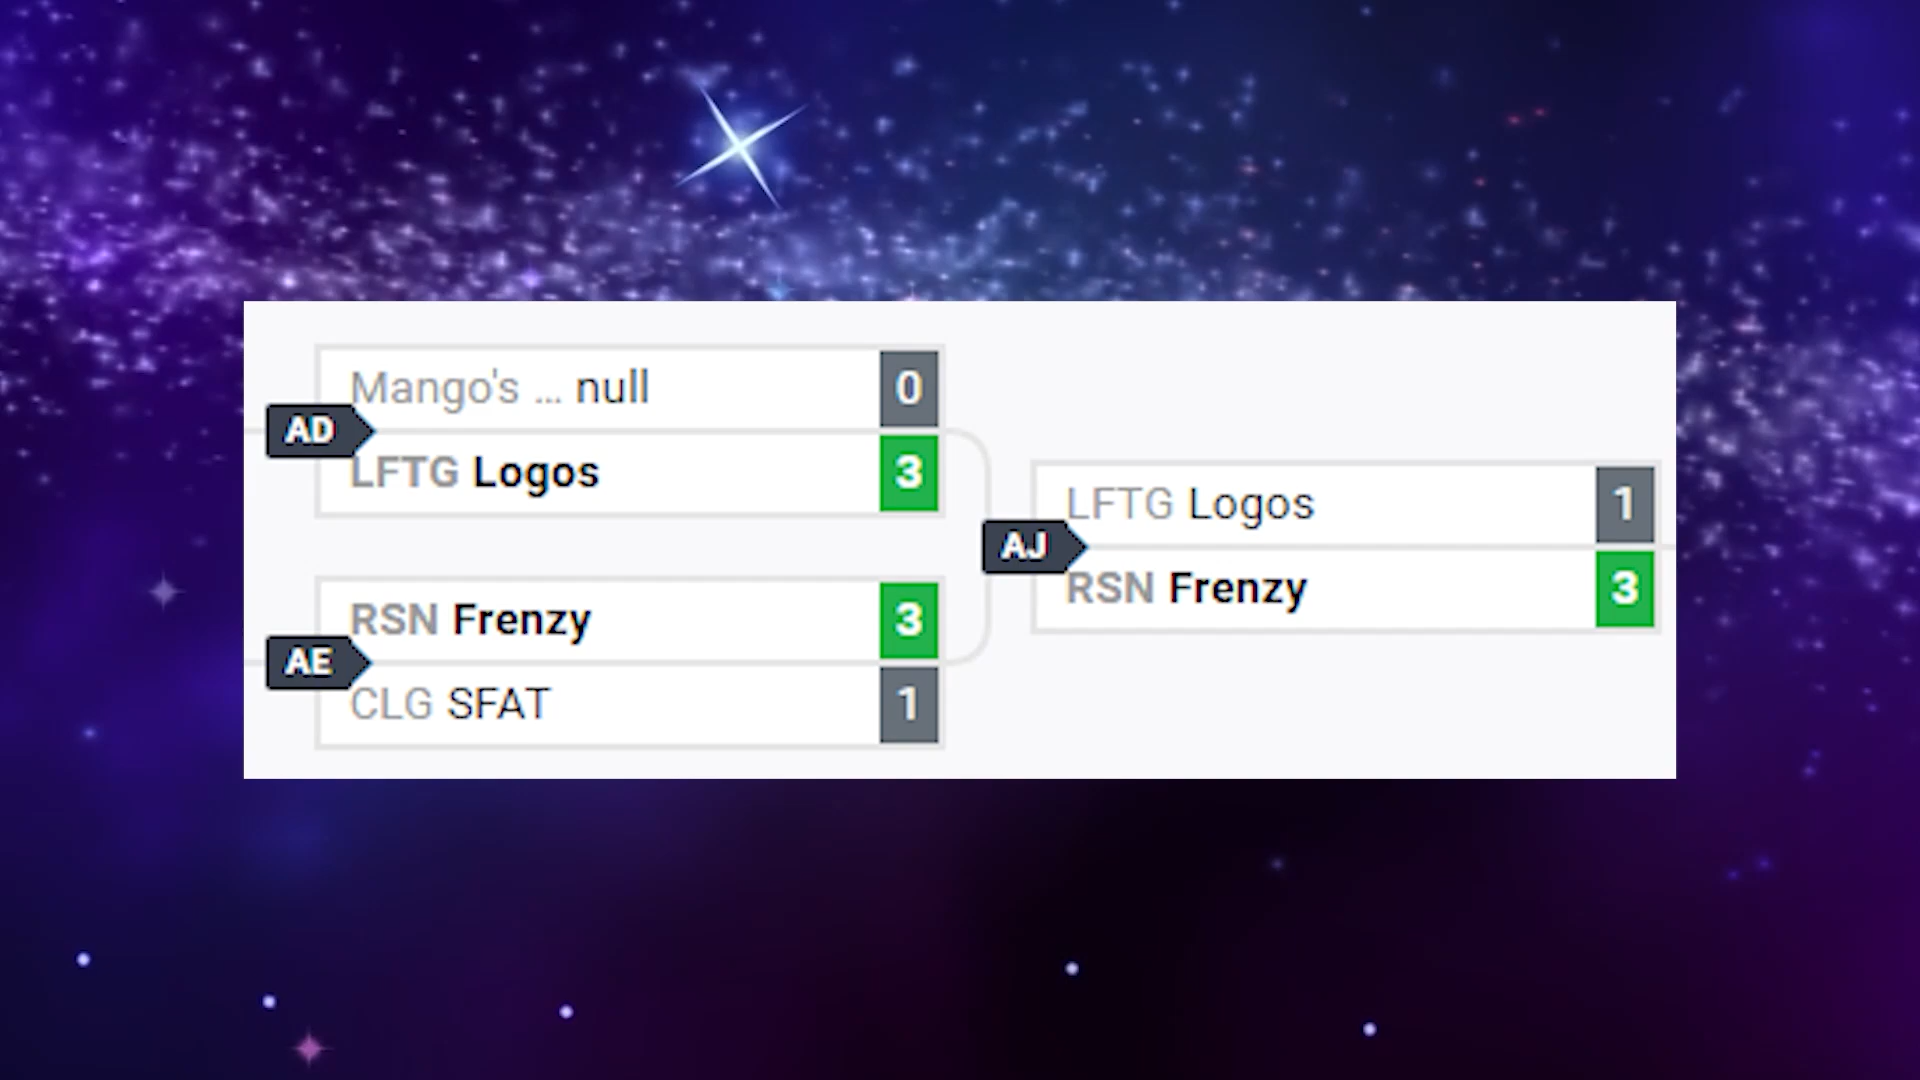 Mango's ... null 0
AD
LFTG Logos 3
RSN Frenzy 3
AE
CLG SFAT 1
LFTG Logos 1
AJ
RSN Frenzy 3